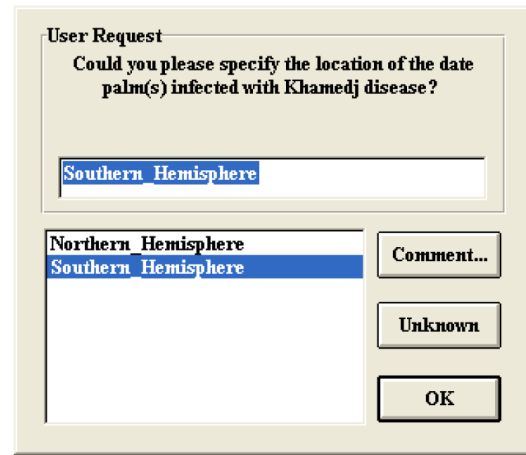 User Request
Could you please specify the location of the date
palm(s) infected with Khamedj disease?
Southern_Hemisphere
Northern_Hemisphere
Southern_Hemisphere
Comment...
Unknown
OK